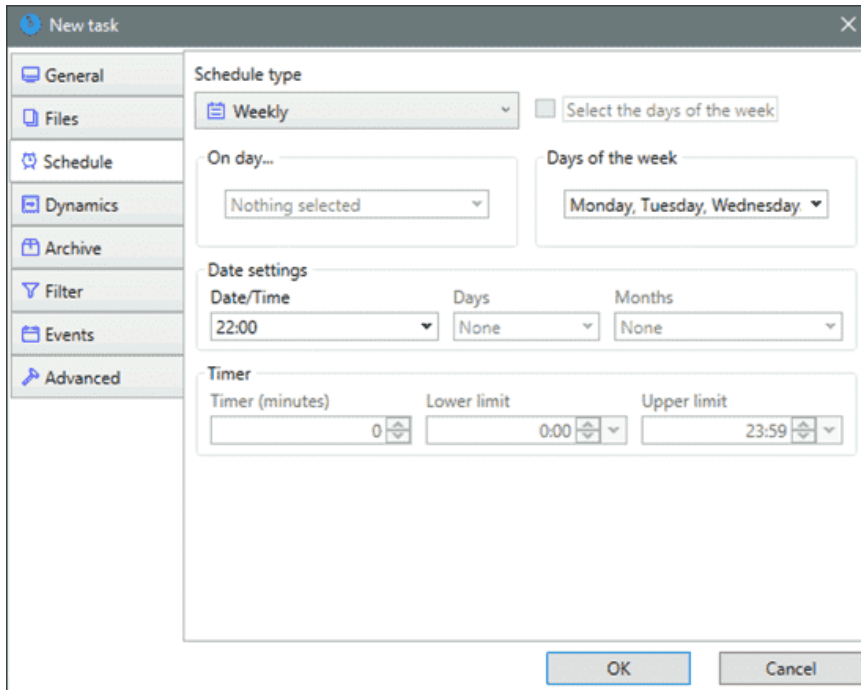 New task
General
Files
Schedule
Dynamics
Archive
Filter
Events
Advanced
Schedule type
Weekly
Select the days of the week
On day...
Nothing selected
Days of the week
Monday, Tuesday, Wednesday,
Date settings
Date/Time
Days
Months
22:00
None
None
Timer
Timer (minutes)
Lower limit
Upper limit
0
0:00
23:59
OK
Cancel